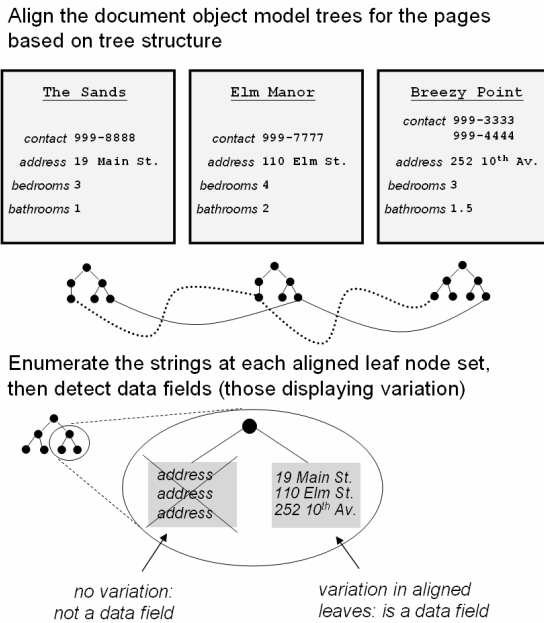 Align the document object model trees for the pages
based on tree structure
The Sands
contact 999-8888
address 19 Main St.
bedrooms 3
bathrooms 1
Elm Manor
contact 999-7777
address 110 Elm St.
bedrooms 4
bathrooms 2
Breezy Point
contact 999-3333
999-4444
address 252 10th Av.
bedrooms 3
bathrooms 1.5
Enumerate the strings at each aligned leaf node set,
then detect data fields (those displaying variation)
address
address
address
19 Main St.
110 Elm St.
252 10th Av.
no variation:
not a data field
variation in aligned
leaves: is a data field